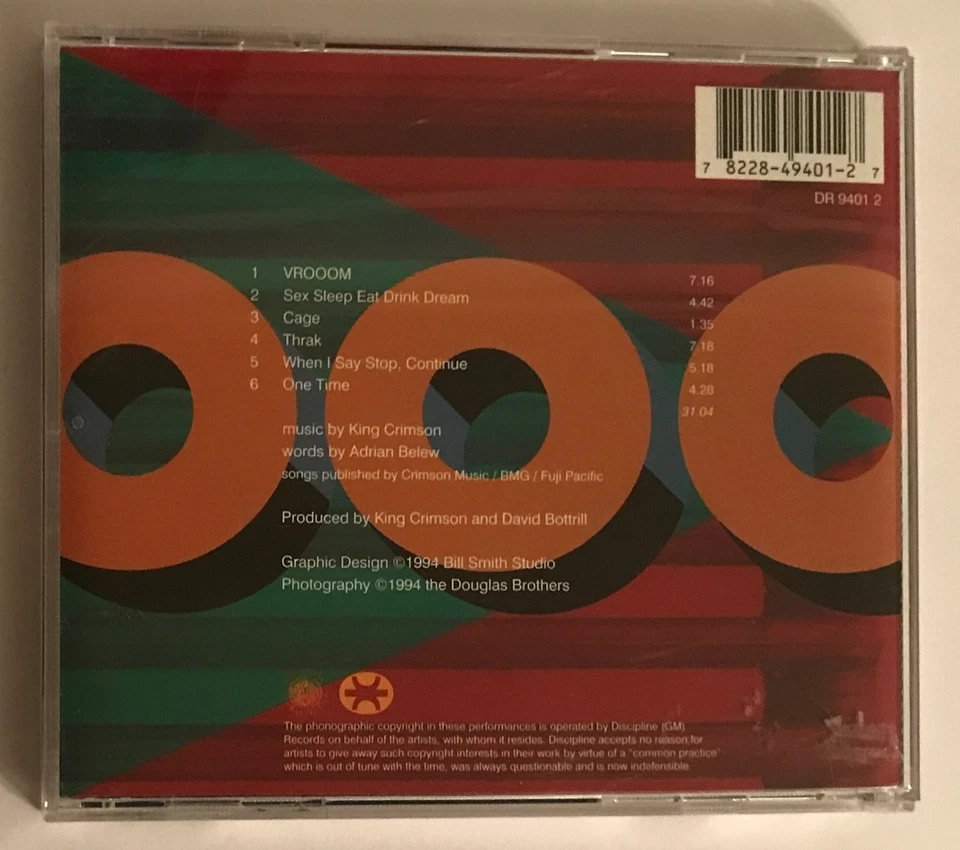 7 8228-49401-2 7
DR 9401 2
1 VROOOM 7.16
2 Sex Sleep Eat Drink Dream 4.42
3 Cage 1.35
4 Thrak 7.18
5 When I Say Stop, Continue 5.18
6 One Time 4.28
31.04
music by King Crimson
words by Adrian Belew
songs published by Crimson Music / BMG / Fuji Pacific
Produced by King Crimson and David Bottrill
Graphic Design ©1994 Bill Smith Studio
Photography ©1994 the Douglas Brothers
The phonographic copyright in these performances is operated by Discipline (GM)
Records on behalf of the artists, with whom it resides. Discipline accepts no reason for
artists to give away such copyright interests in their work by virtue of a "common practice"
which is out of tune with the time, was always questionable and is now indefensible.